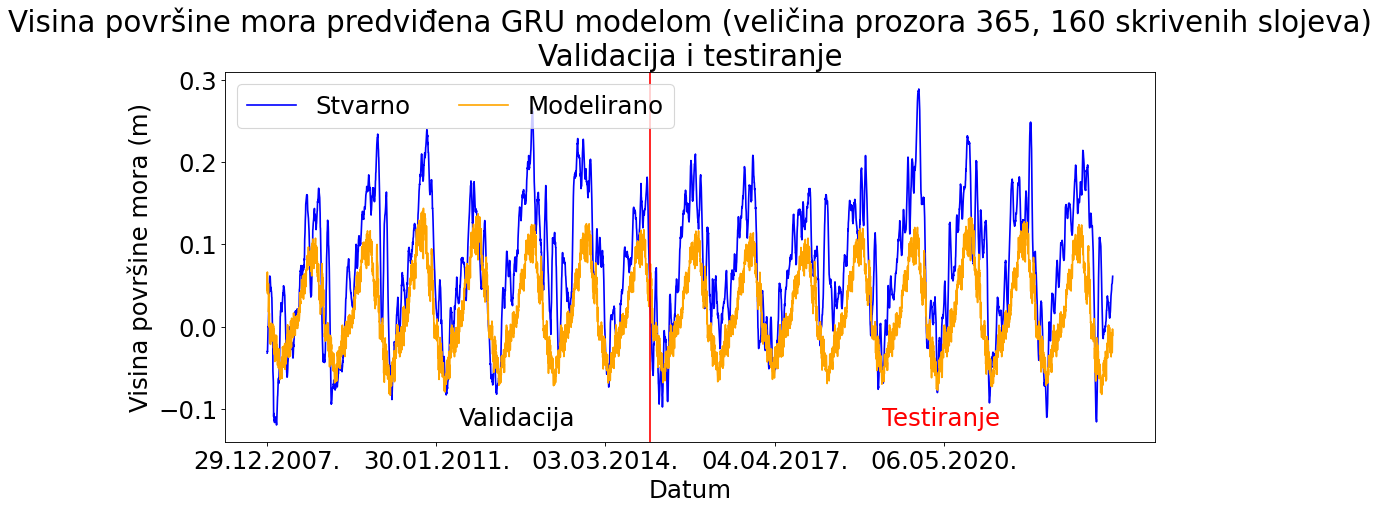 Visina površine mora predviđena GRU modelom (veličina prozora 365, 160 skrivenih slojeva)
Validacija i testiranje
Stvarno
Modelirano
Visina površine mora (m)
0.3
0.2
0.1
0.0
−0.1
Validacija
Testiranje
29.12.2007.
30.01.2011.
03.03.2014.
04.04.2017.
06.05.2020.
Datum